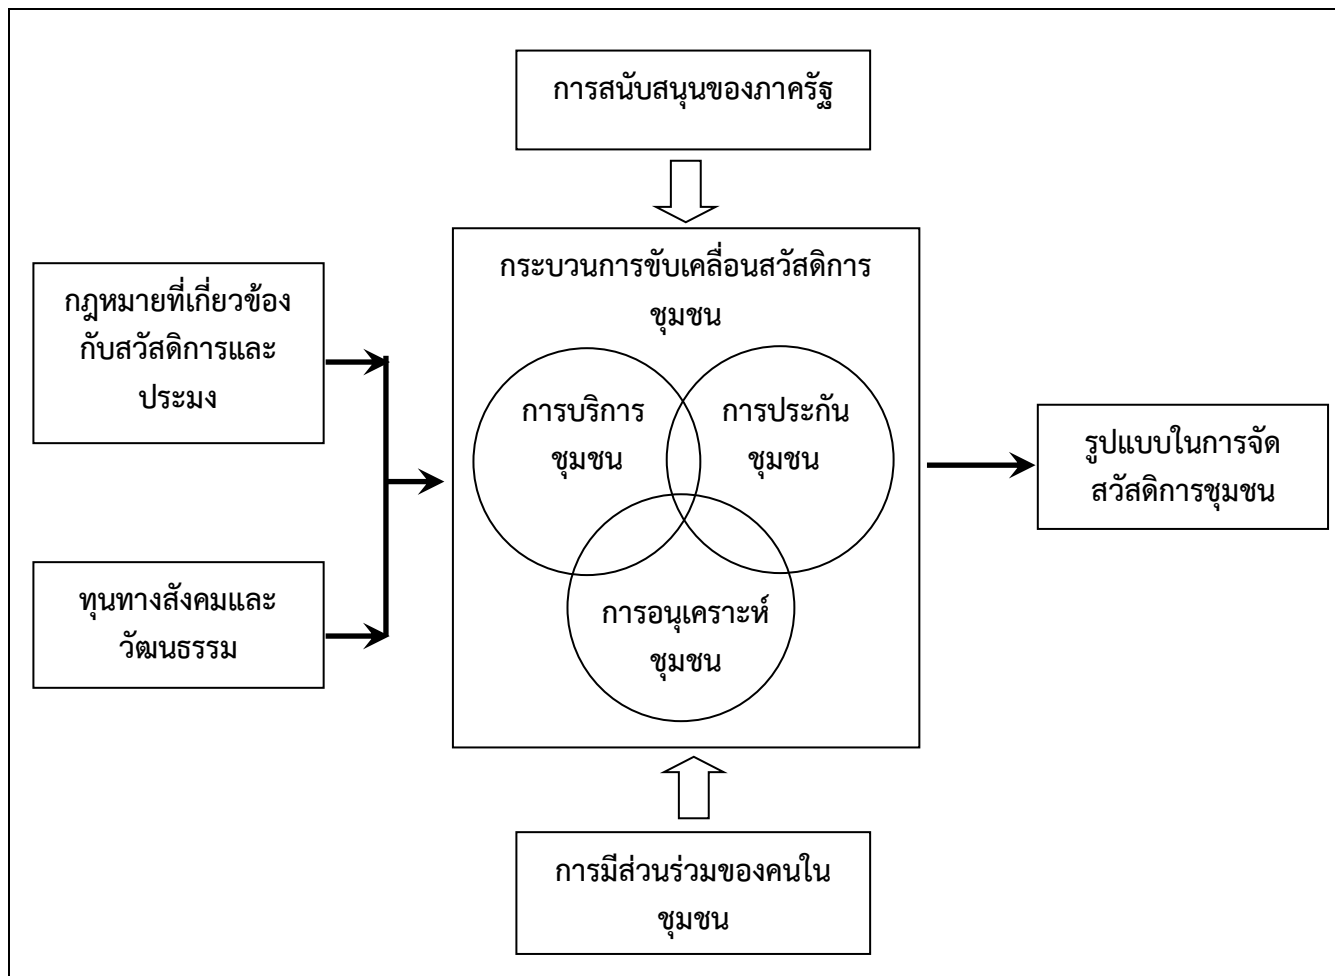 การสนับสนุนของภาครัฐ
กระบวนการขับเคลื่อนสวัสดิการ
ชุมชน
กฎหมายที่เกี่ยวข้อง
กับสวัสดิการและ
ประมง
การบริการ
ชุมชน
การประกัน
ชุมชน
รูปแบบในการจัด
สวัสดิการชุมชน
ทุนทางสังคมและ
วัฒนธรรม
การอนุเคราะห์
ชุมชน
การมีส่วนร่วมของคนใน
ชุมชน